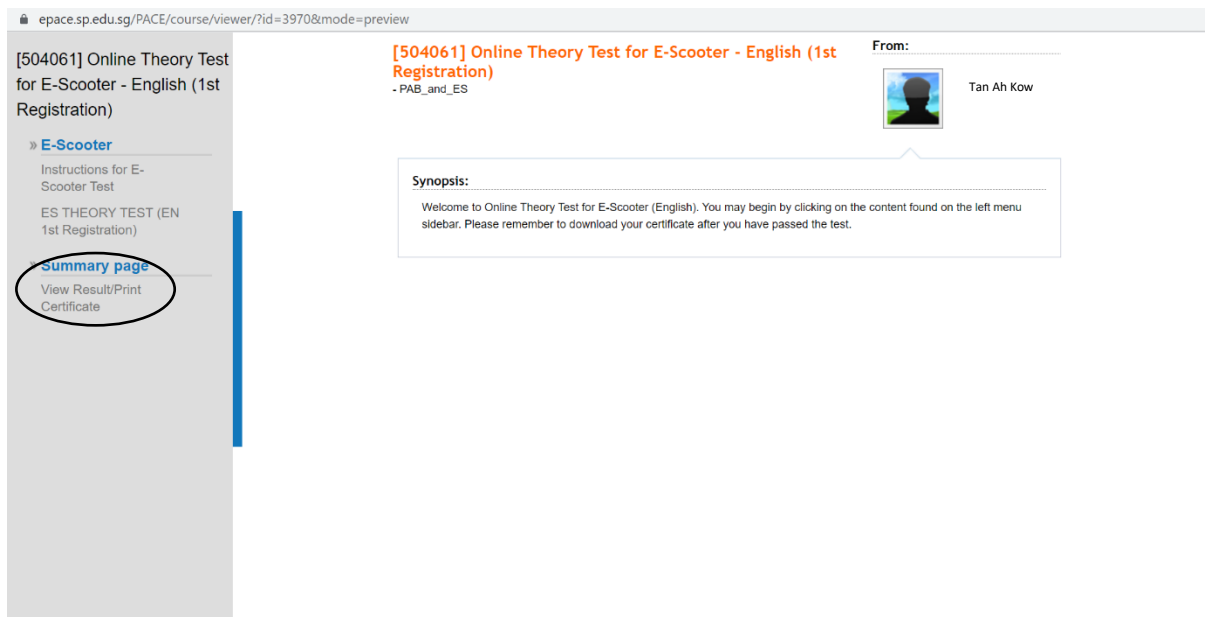 epace.sp.edu.sg/PACE/course/viewer/?id=3970&mode=preview
[504061] Online Theory Test
for E-Scooter - English (1st
Registration)
» E-Scooter
Instructions for E-
Scooter Test
ES THEORY TEST (EN
1st Registration)
» Summary page
View Result/Print
Certificate
[504061] Online Theory Test for E-Scooter - English (1st
Registration)
- PAB_and_ES
From:
Tan Ah Kow
Synopsis:
Welcome to Online Theory Test for E-Scooter (English). You may begin by clicking on the content found on the left menu
sidebar. Please remember to download your certificate after you have passed the test.